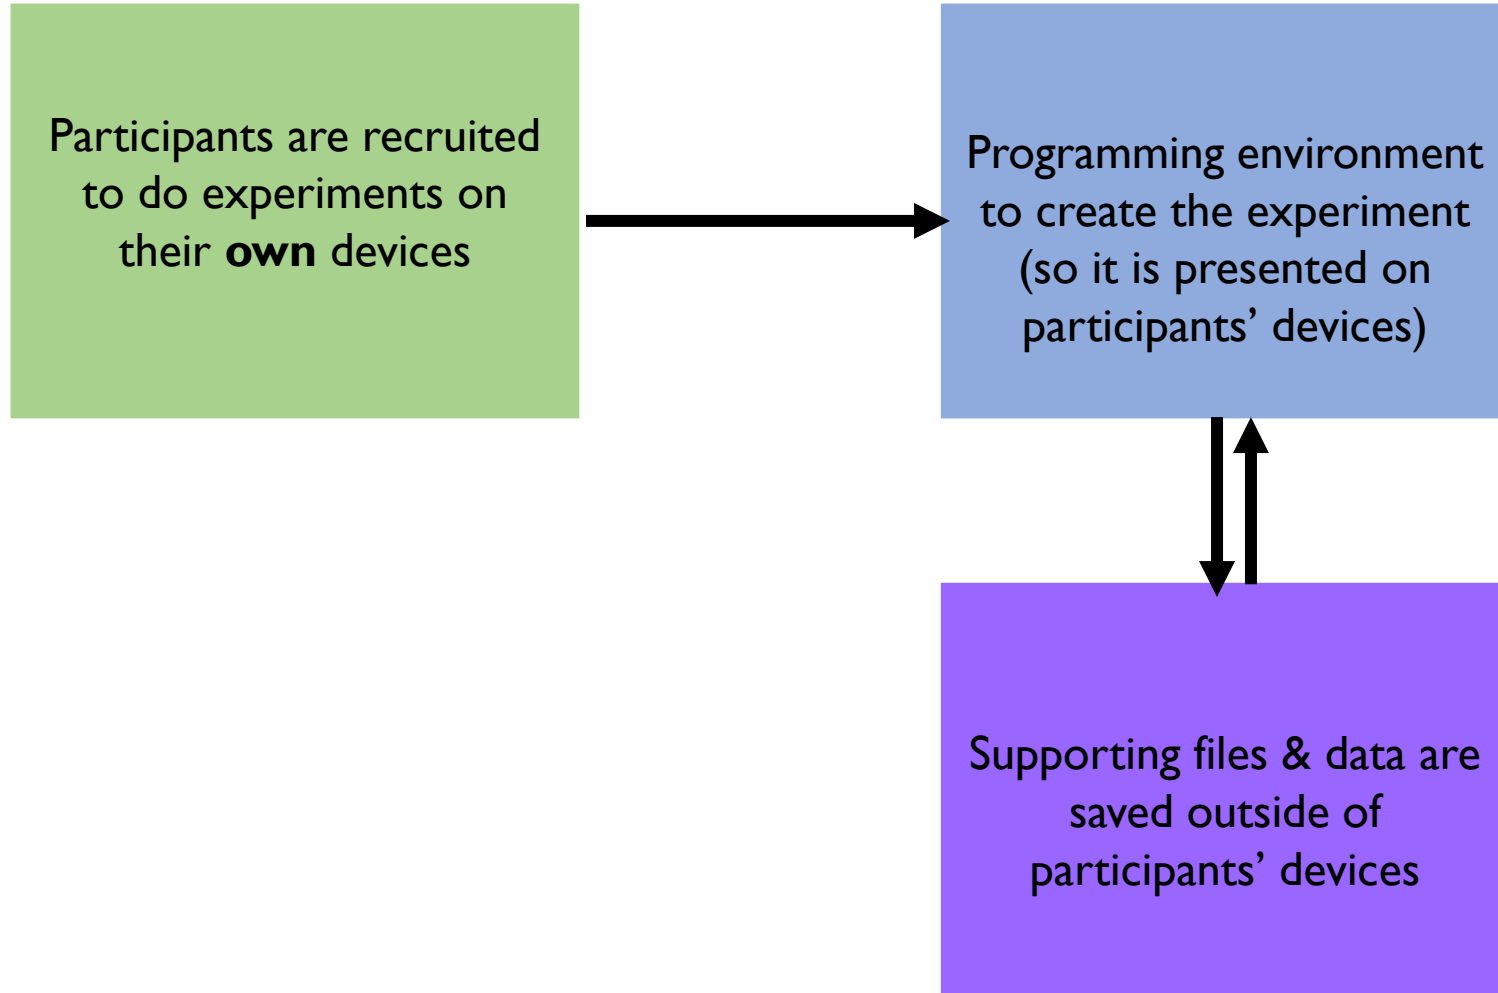 Participants are recruited
to do experiments on
their own devices
Programming environment
to create the experiment
(so it is presented on
participants’ devices)
Supporting files & data are
saved outside of
participants’ devices